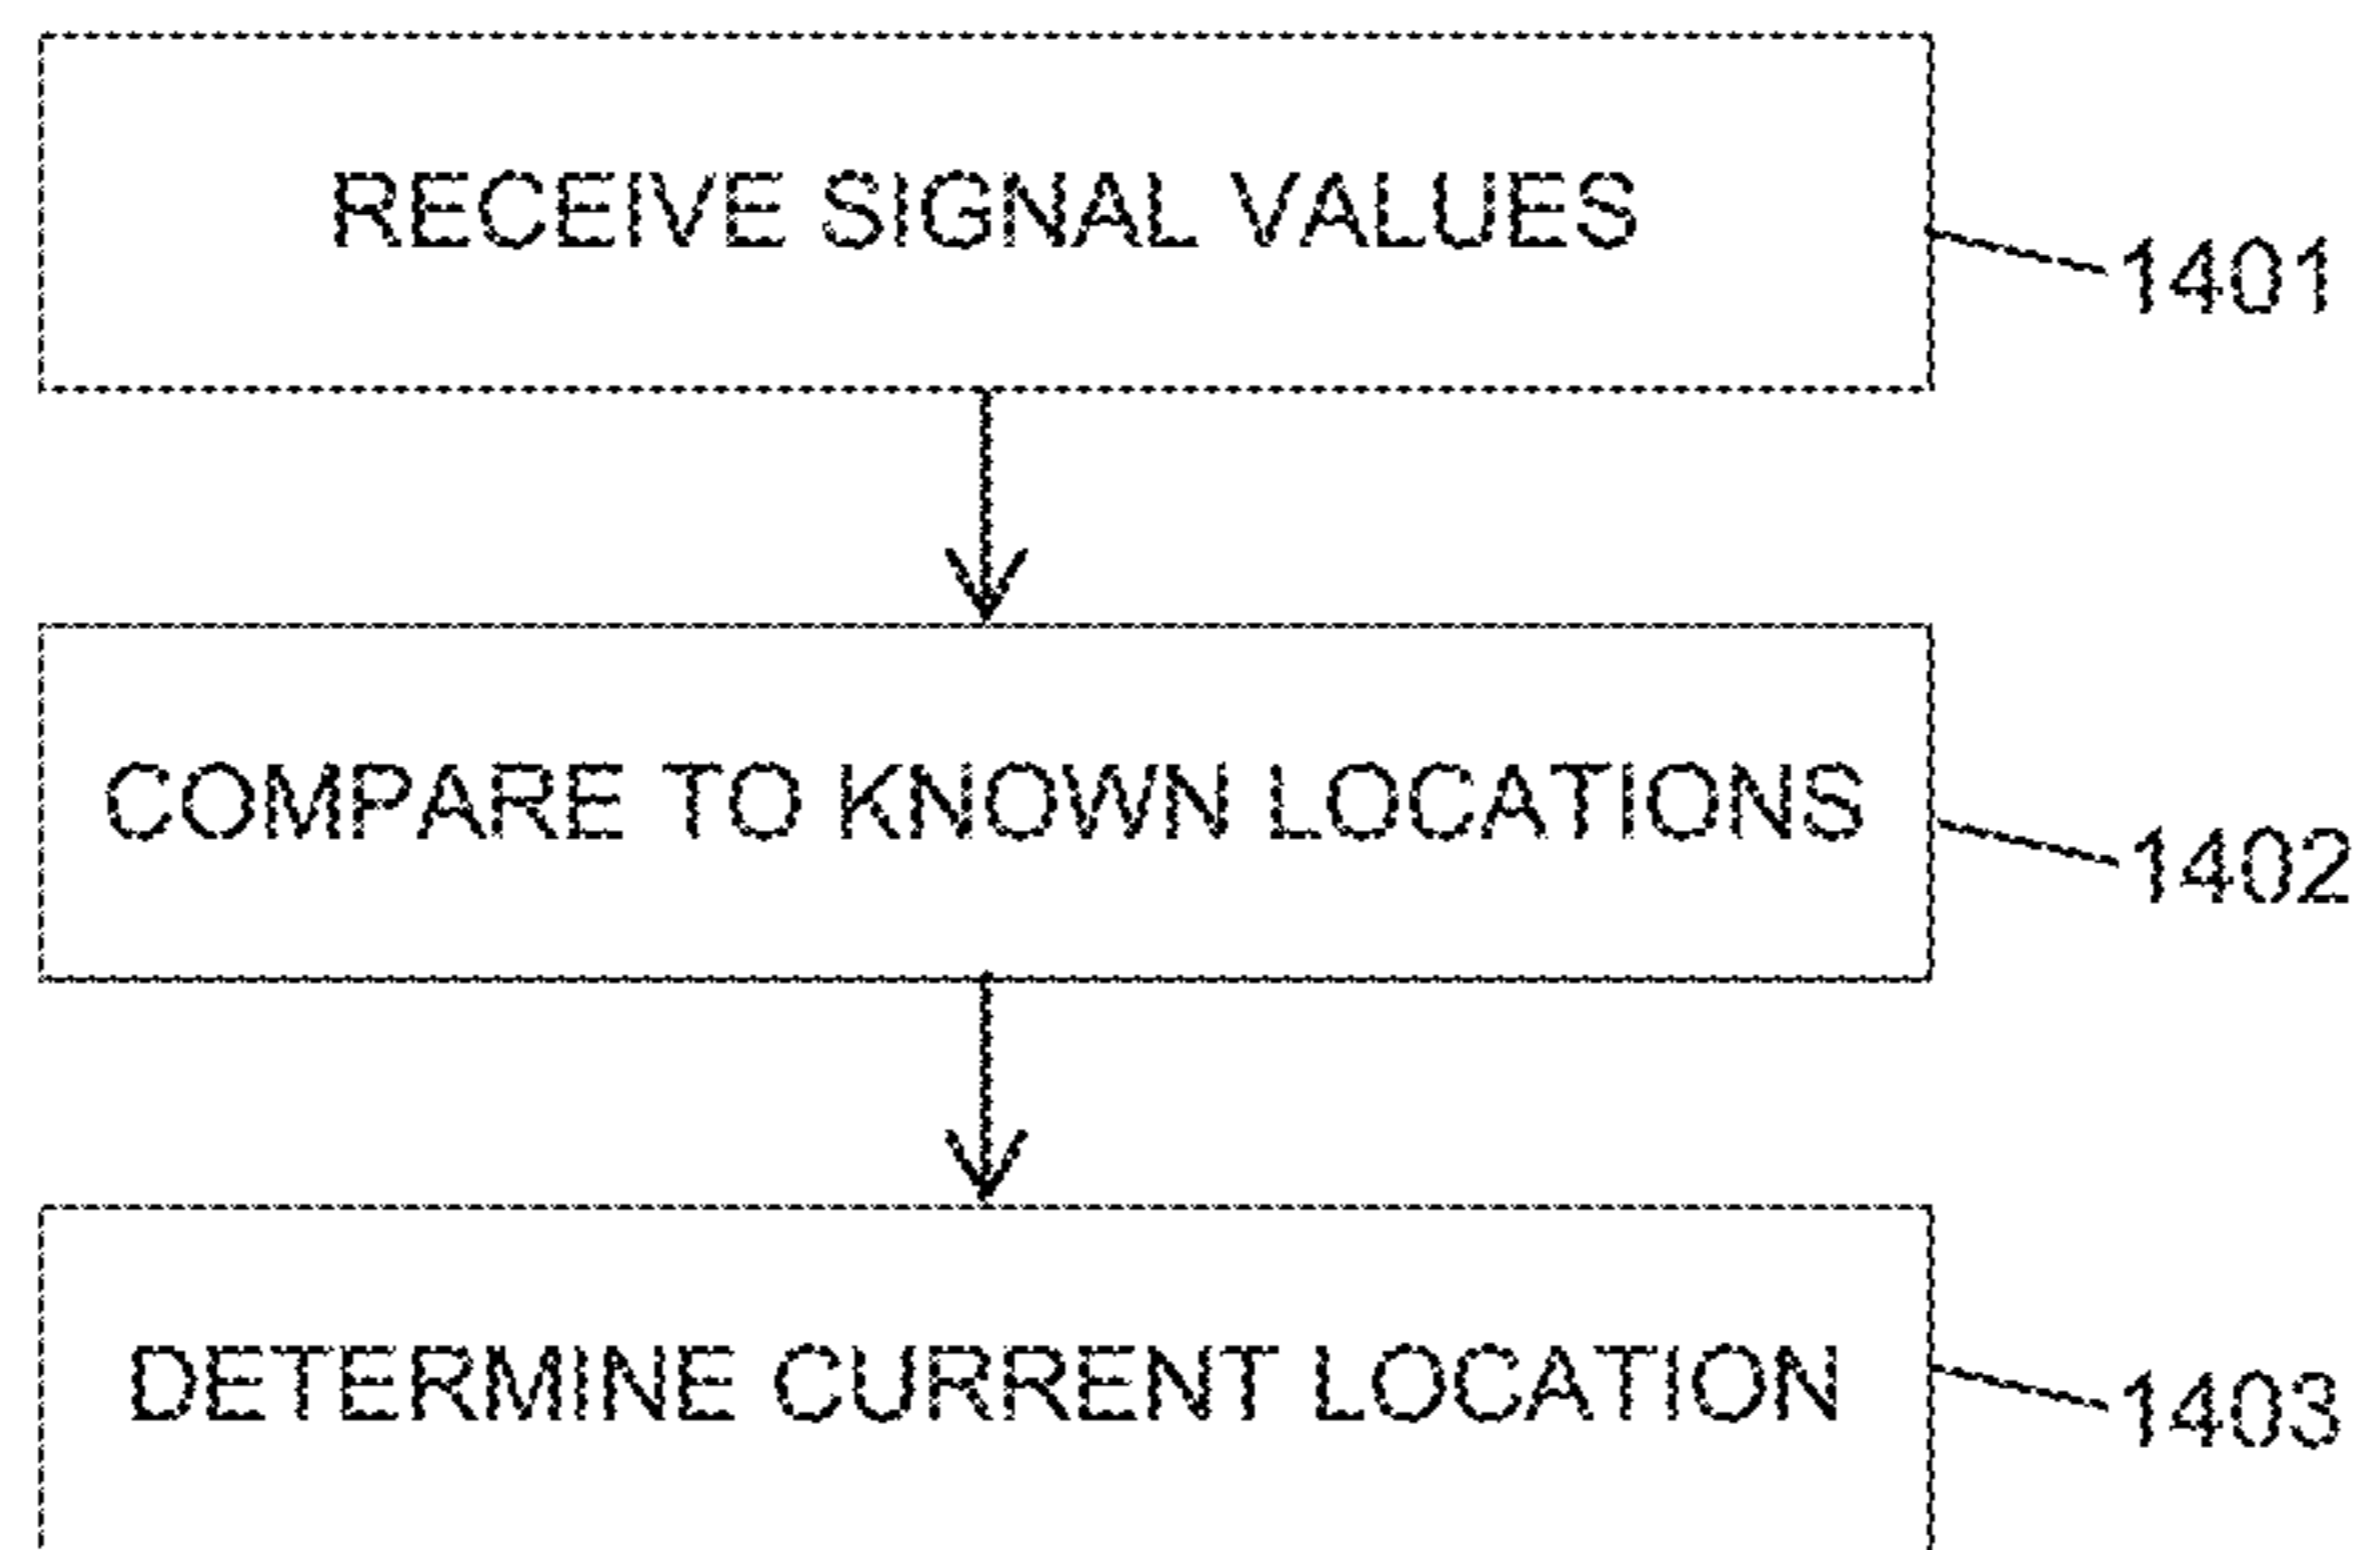 RECEIVE SIGNAL VALUES
1401
COMPARE TO KNOWN LOCATIONS
1402
DETERMINE CURRENT LOCATION
1403